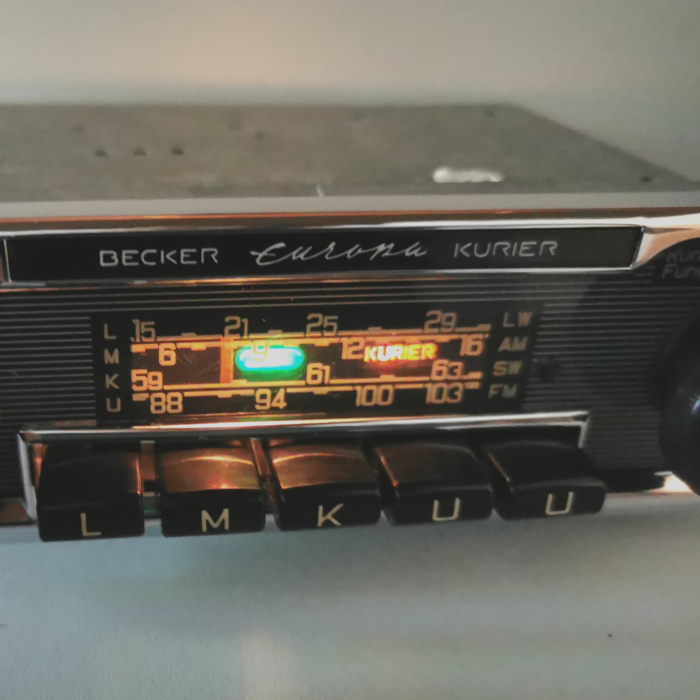 BECKER europa KURIER
L 15 21 25 29 LW
M 6 9 12 KURIER 16 AM
K 59 61 63 SW
U 88 94 100 103 FM
L M K U U